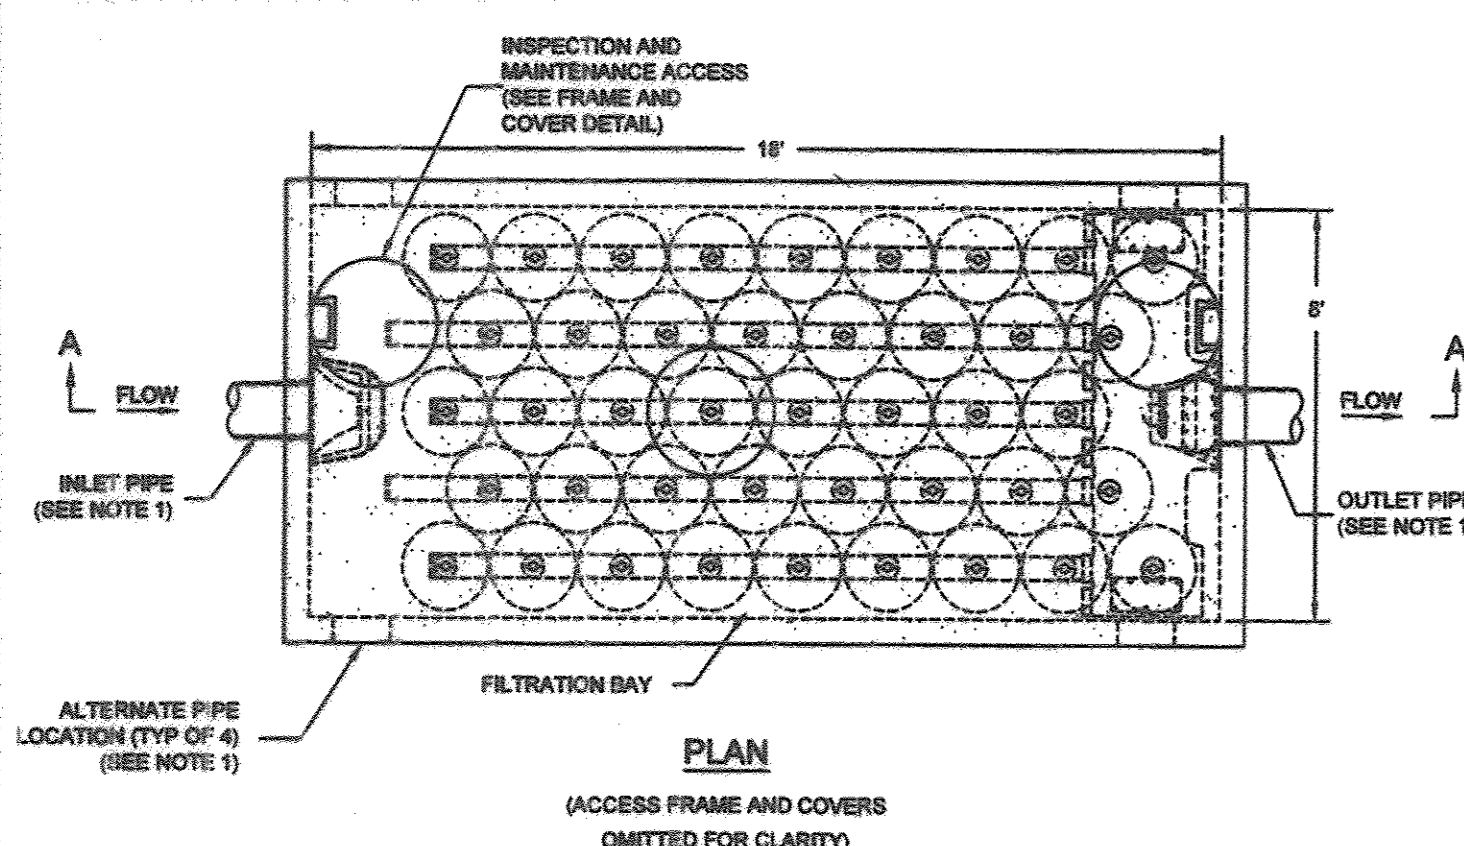 INSPECTION AND
MAINTENANCE ACCESS
(SEE FRAME AND
COVER DETAIL)
A
FLOW
INLET PIPE
(SEE NOTE 1)
FLOW
A
OUTLET PIPE
(SEE NOTE 1
FILTRATION BAY
ALTERNATE PIPE
LOCATION (TYP OF 4)
(SEE NOTE 1)
PLAN
(ACCESS FRAME AND COVERS
OMITTED FOR CLARITY)